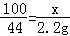 100/44 = x/2.2g